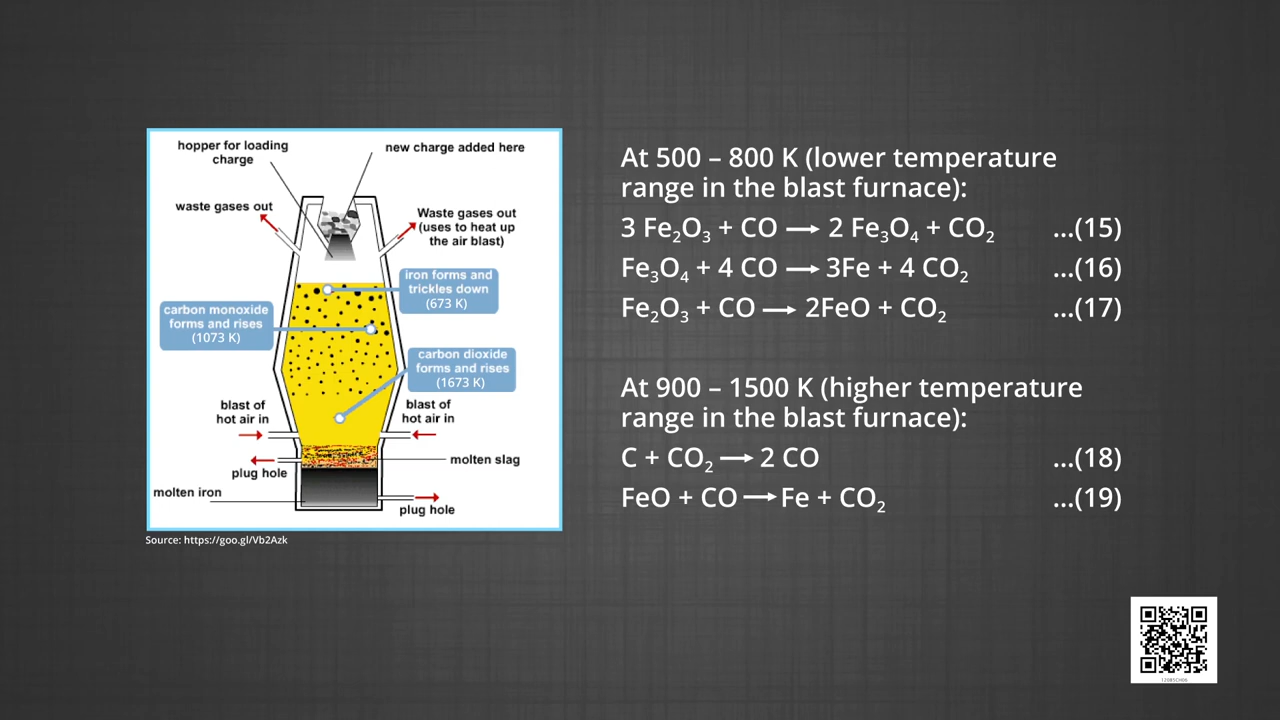 hopper for loading
charge
new charge added here
waste gases out
Waste gases out
(uses to heat up
the air blast)
iron forms and
trickles down
(673 K)
carbon monoxide
forms and rises
(1073 K)
carbon dioxide
forms and rises
(1673 K)
blast of
hot air in
blast of
hot air in
plug hole
molten slag
molten iron
plug hole
Source: https://goo.gl/Vb2Azk
At 500 – 800 K (lower temperature
range in the blast furnace):
3 Fe₂O₃ + CO ⟶ 2 Fe₃O₄ + CO₂ ...(15)
Fe₃O₄ + 4 CO ⟶ 3Fe + 4 CO₂ ...(16)
Fe₂O₃ + CO ⟶ 2FeO + CO₂ ...(17)
At 900 – 1500 K (higher temperature
range in the blast furnace):
C + CO₂ ⟶ 2 CO ...(18)
FeO + CO ⟶ Fe + CO₂ ...(19)